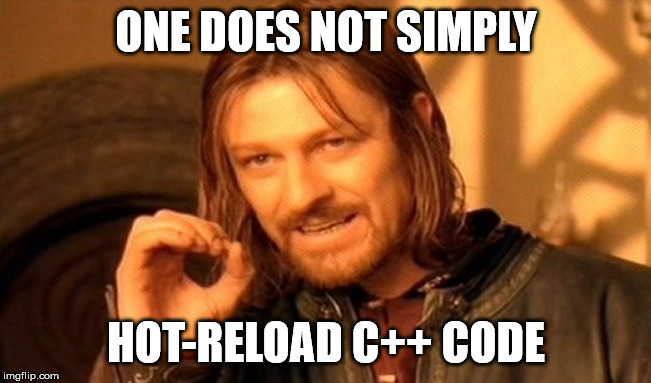 ONE DOES NOT SIMPLY
HOT-RELOAD C++ CODE
imgflip.com